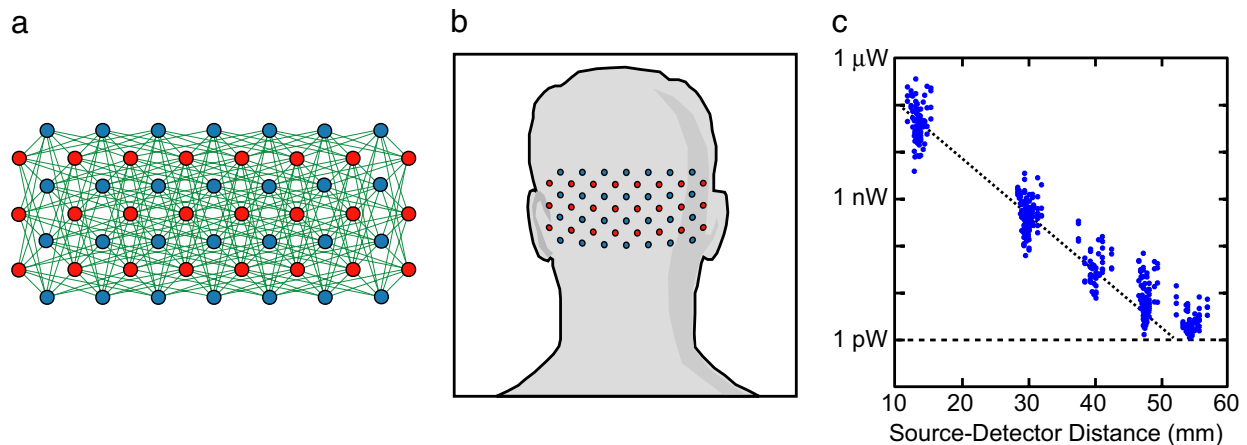 a
b
c
1 μW
1 nW
1 pW
10 20 30 40 50 60
Source-Detector Distance (mm)